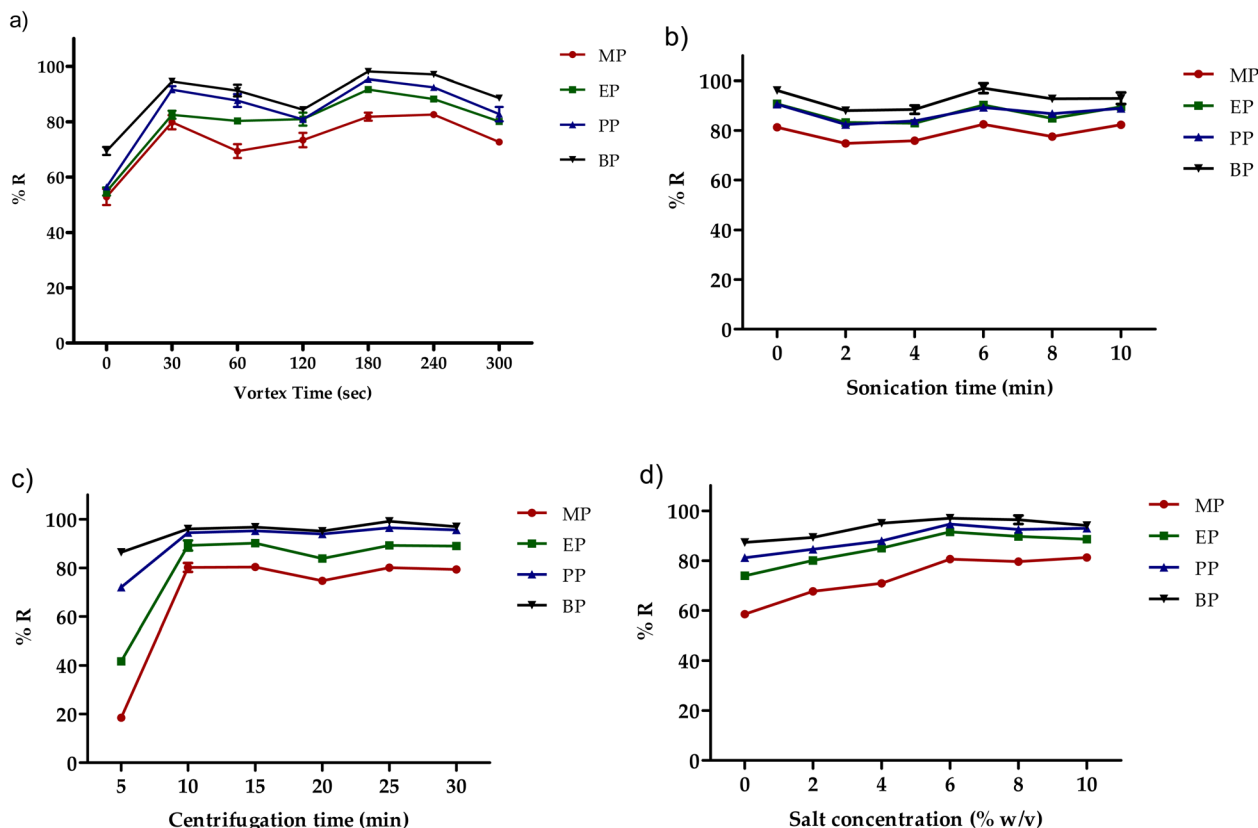 a)
% R
100
80
60
40
20
0
0 30 60 120 180 240 300
Vortex Time (sec)
MP
EP
PP
BP
b)
% R
100
80
60
40
20
0
0 2 4 6 8 10
Sonication time (min)
MP
EP
PP
BP
c)
% R
100
80
60
40
20
0
5 10 15 20 25 30
Centrifugation time (min)
MP
EP
PP
BP
d)
% R
100
80
60
40
20
0
0 2 4 6 8 10
Salt concentration (% w/v)
MP
EP
PP
BP